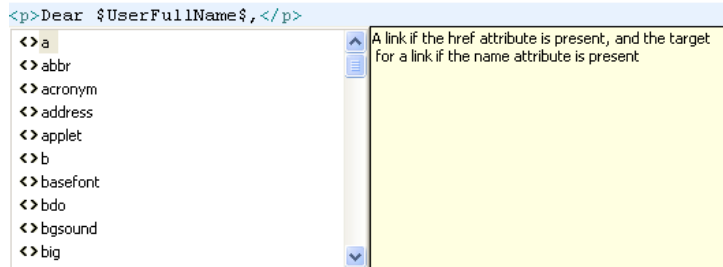 <p>Dear $UserFullName$,</p>
<> a
<> abbr
<> acronym
<> address
<> applet
<> b
<> basefont
<> bdo
<> bgsound
<> big
A link if the href attribute is present, and the target
for a link if the name attribute is present